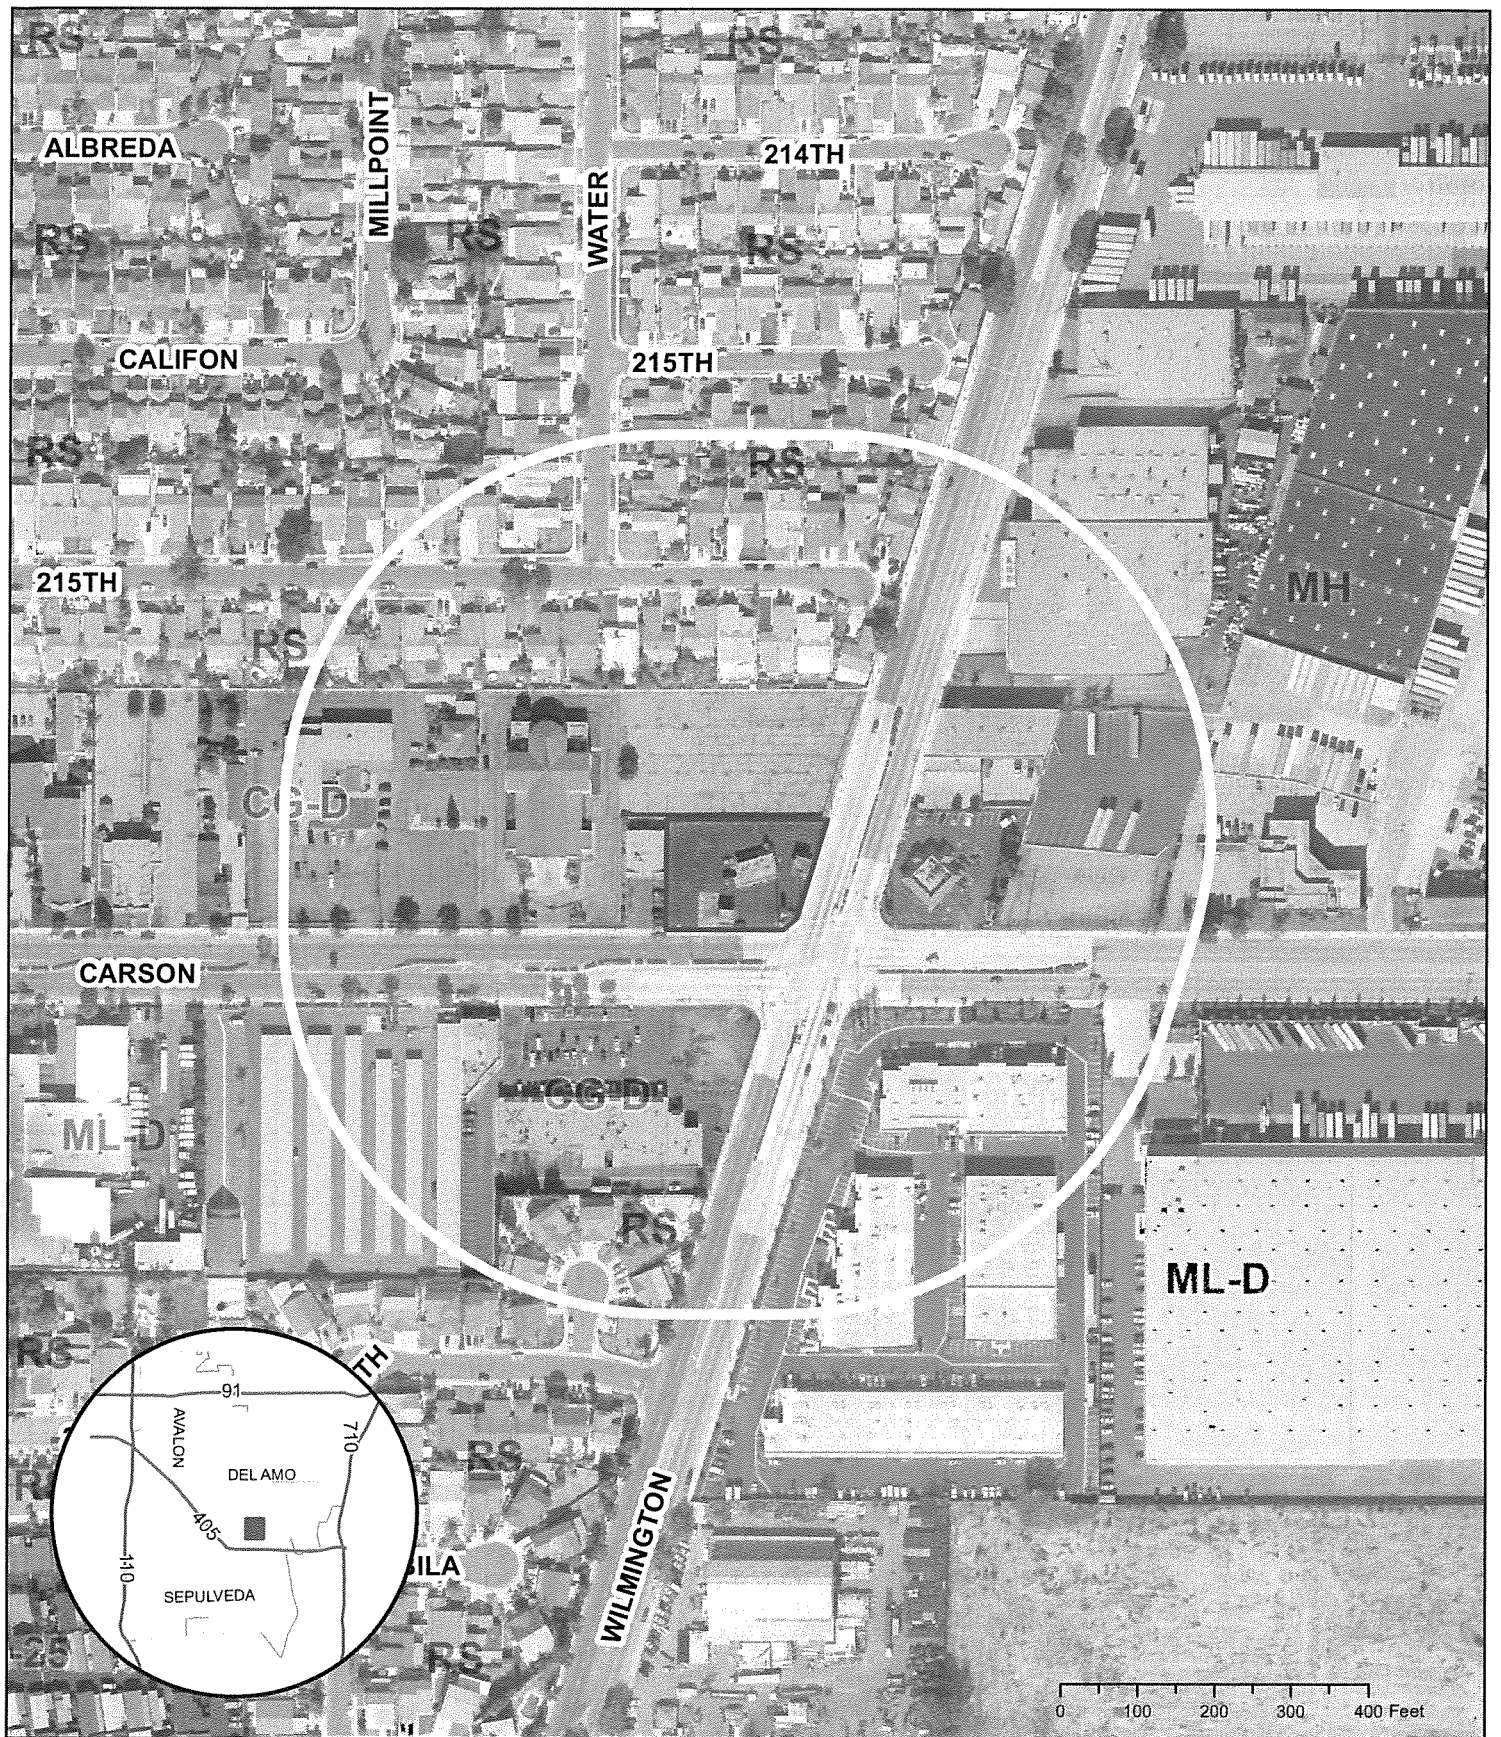 RS
RS
ALBREDA
MILLPOINT
214TH
WATER
RS
RS
RS
CALIFON
215TH
RS
RS
215TH
MH
RS
CG-D
CARSON
CG-D
ML-D
RS
ML-D
RS
TH
91
AVALON
710
RS
DEL AMO
405
110
WILMINGTON
SILA
SEPULVEDA
RS
0 100 200 300 400 Feet